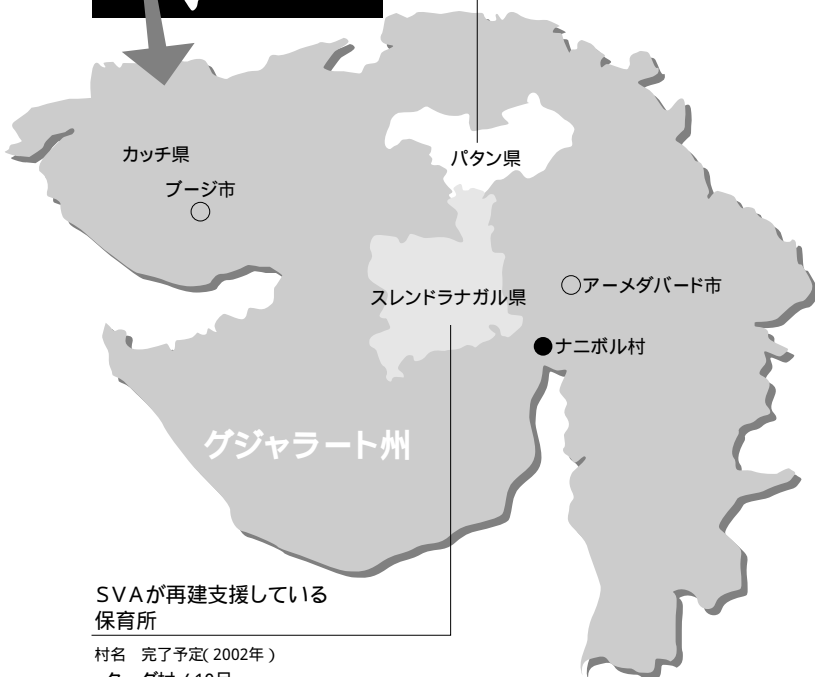 カッチ県
パタン県
ブージ市
スレンドラナガル県
アーメダバード市
ナニボル村
グジャラート州
SVAが再建支援している
保育所
村名 完了予定(2002年)